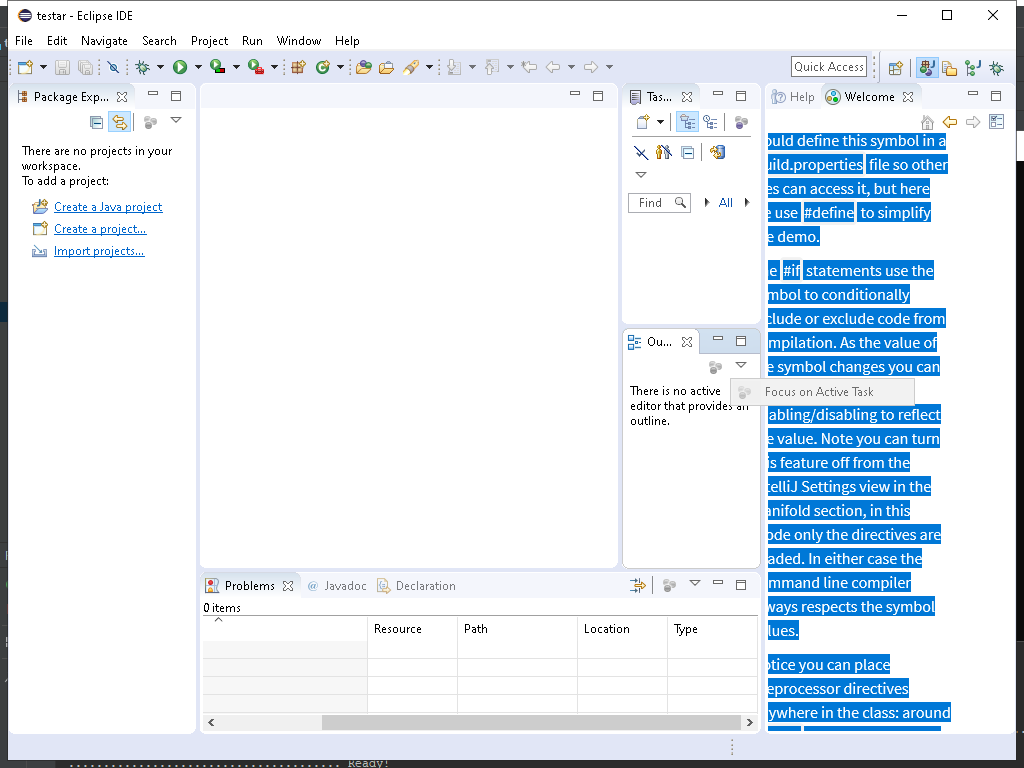 testar - Eclipse IDE
File Edit Navigate Search Project Run Window Help
Quick Access
Package Exp...
There are no projects in your
workspace.
To add a project:
Create a Java project
Create a project...
Import projects...
Tas...
Find
All
Ou...
There is no active
editor that provides an
outline.
Focus on Active Task
Help Welcome
ould define this symbol in a
uild.properties file so other
es can access it, but here
e use #define to simplify
e demo.
e #if statements use the
mbol to conditionally
clude or exclude code from
mpilation. As the value of
e symbol changes you can
abling/disabling to reflect
e value. Note you can turn
is feature off from the
telliJ Settings view in the
anifold section, in this
ode only the directives are
aded. In either case the
mmand line compiler
ways respects the symbol
lues.
otice you can place
eprocessor directives
ywhere in the class: around
Problems @ Javadoc Declaration
0 items
Resource Path Location Type
Ready!